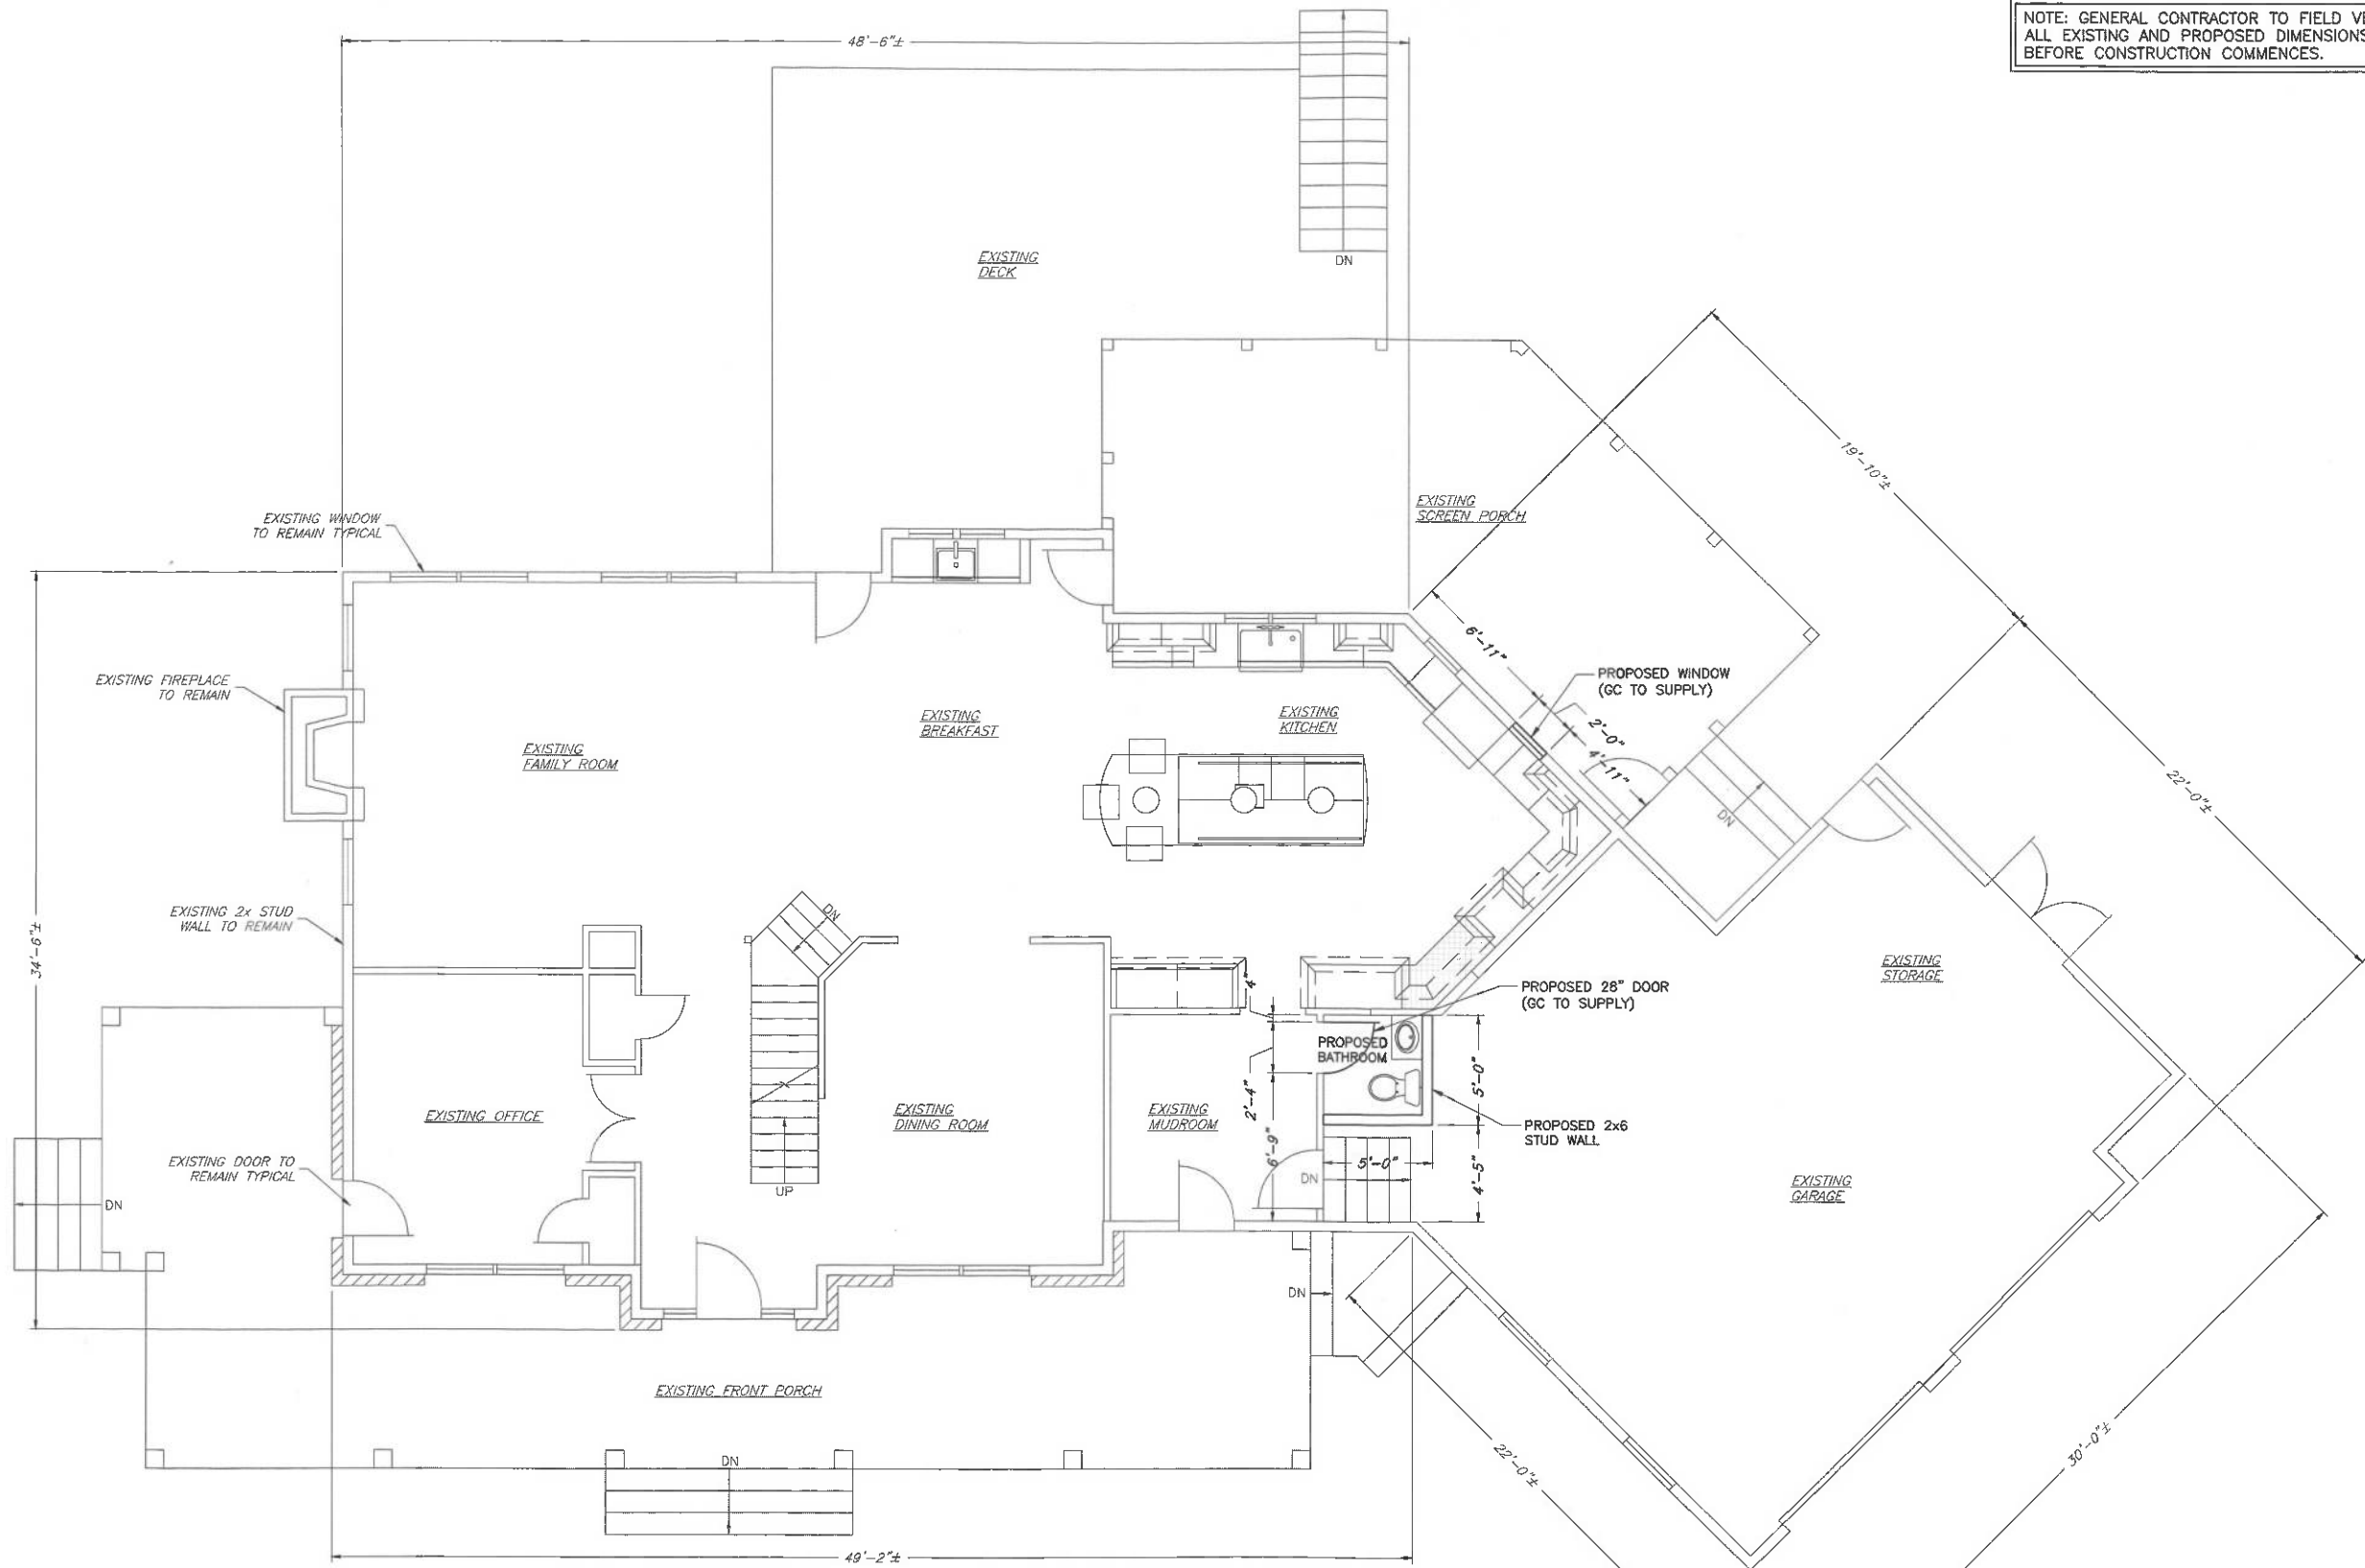 NOTE: GENERAL CONTRACTOR TO FIELD
ALL EXISTING AND PROPOSED DIMENSIONS
BEFORE CONSTRUCTION COMMENCES.
48'-6"±
DN
EXISTING
DECK
19'-10"±
EXISTING
SCREEN PORCH
EXISTING WINDOW
TO REMAIN TYPICAL
6'-11"
PROPOSED WINDOW
(GC TO SUPPLY)
2'-0"
4'-11"
EXISTING FIREPLACE
TO REMAIN
EXISTING
FAMILY ROOM
EXISTING
BREAKFAST
EXISTING
KITCHEN
22'-0"±
DN
EXISTING 2x STUD
WALL TO REMAIN
DN
34'-6"±
EXISTING
STORAGE
4"
PROPOSED 28" DOOR
(GC TO SUPPLY)
PROPOSED
BATHROOM
2'-4"
5'-0"
EXISTING OFFICE
EXISTING
DINING ROOM
EXISTING
MUDROOM
PROPOSED 2x6
STUD WALL
6'-9"
5'-0"
4'-5"
EXISTING DOOR TO
REMAIN TYPICAL
DN
UP
DN
EXISTING
GARAGE
DN
EXISTING FRONT PORCH
DN
22'-0"±
30'-0"±
49'-2"±